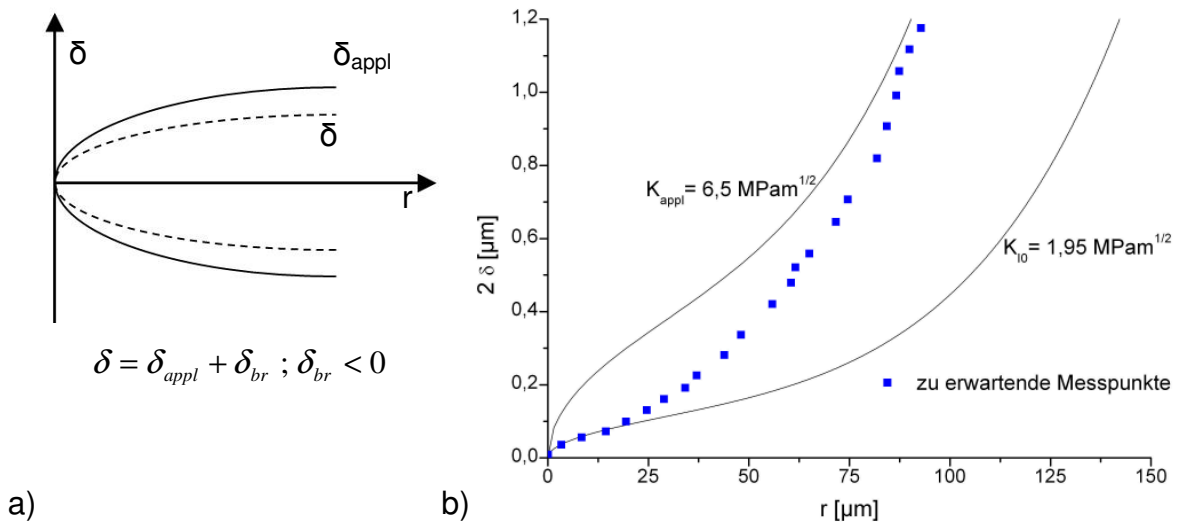 δ
δappl
δ
r
δ = δappl + δbr ; δbr < 0
a)
1,2
1,0
0,8
0,6
0,4
0,2
0,0
2 δ [µm]
Kappl= 6,5 MPam1/2
KI0 = 1,95 MPam1/2
zu erwartende Messpunkte
0 25 50 75 100 125 150
r [µm]
b)